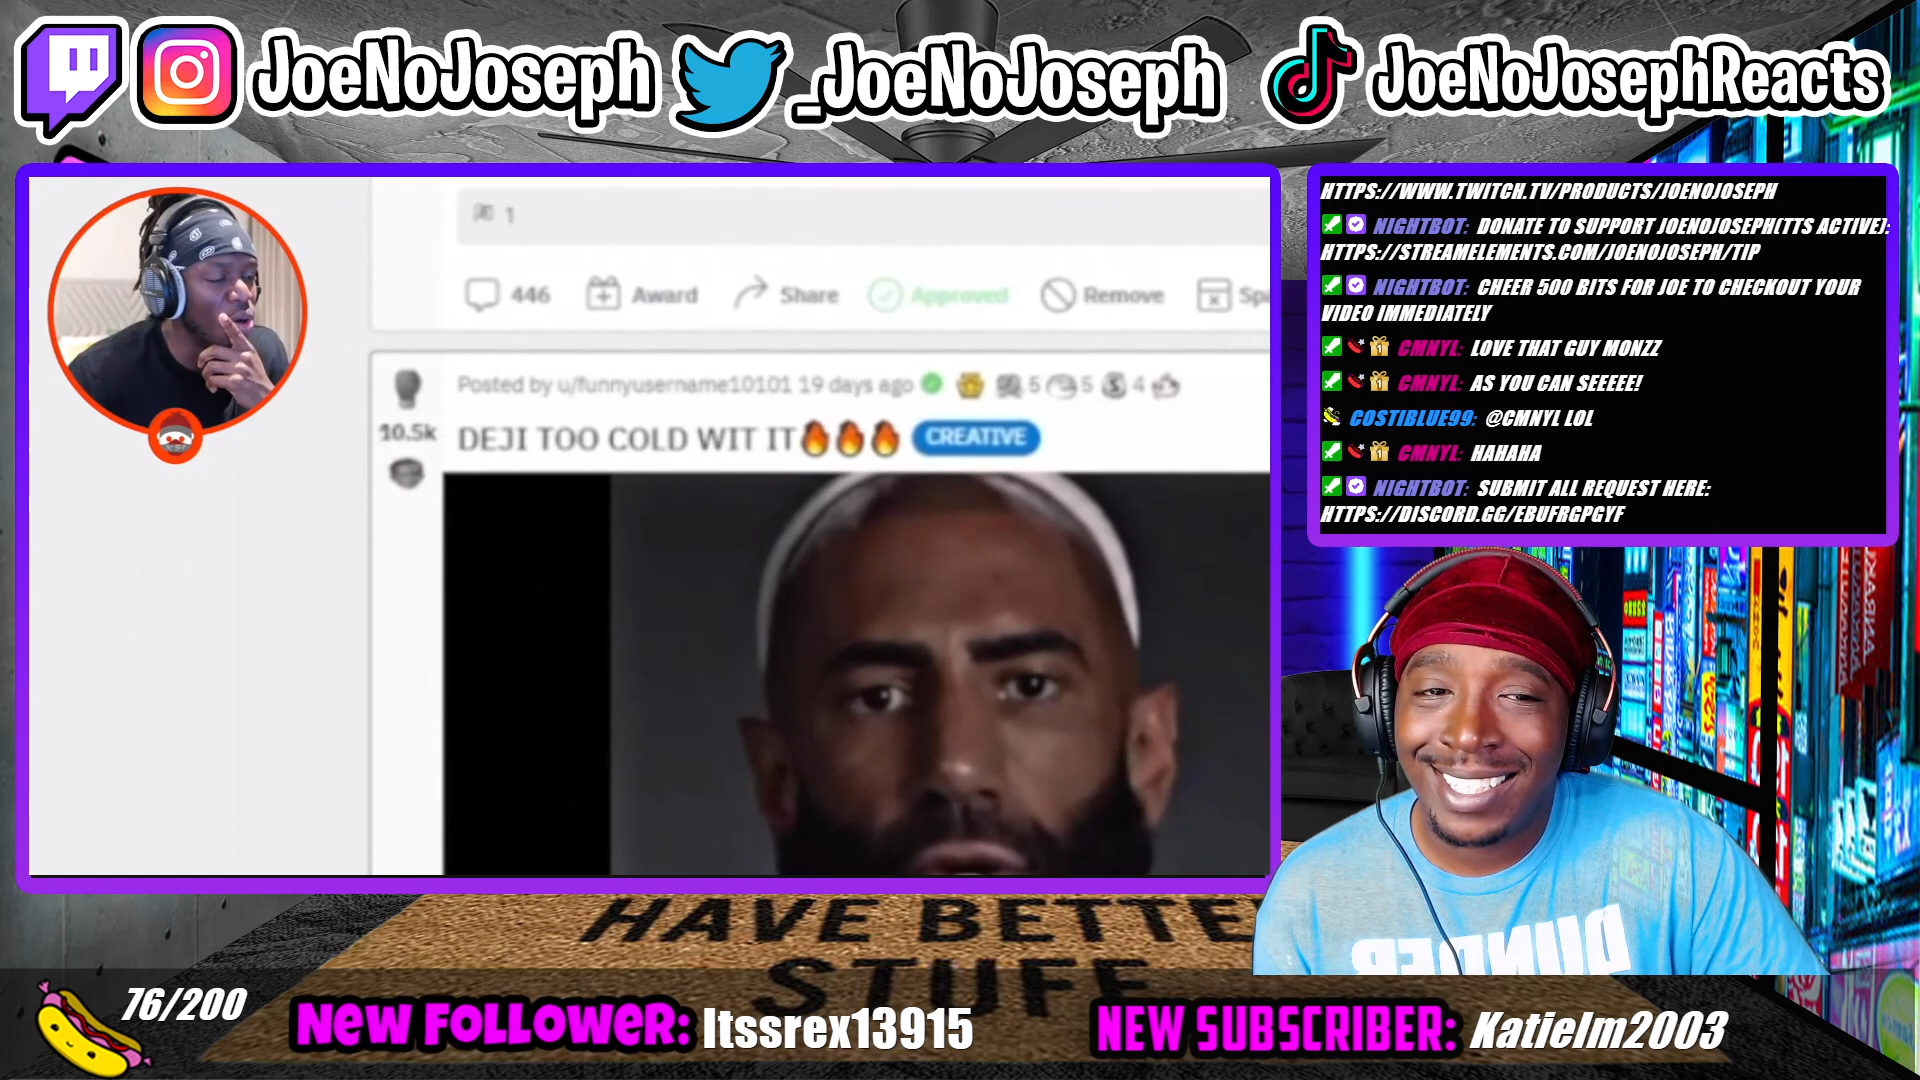 JoeNoJoseph
_JoeNoJoseph
JoeNoJosephReacts
1
446 Award Share Approved Remove
Posted by u/funnyusername10101 19 days ago 5 5 4
10.5k
DEJI TOO COLD WIT IT🔥🔥🔥 CREATIVE
HTTPS://WWW.TWITCH.TV/PRODUCTS/JOENOJOSEPH
NIGHTBOT: DONATE TO SUPPORT JOENOJOSEPH(TTS ACTIVE):
HTTPS://STREAMELEMENTS.COM/JOENOJOSEPH/TIP
NIGHTBOT: CHEER 500 BITS FOR JOE TO CHECKOUT YOUR
VIDEO IMMEDIATELY
CMNYL: LOVE THAT GUY MONZZ
CMNYL: AS YOU CAN SEEEEE!
COSTIBLUE99: @CMNYL LOL
CMNYL: HAHAHA
NIGHTBOT: SUBMIT ALL REQUEST HERE:
HTTPS://DISCORD.GG/EBUFRGPGYF
HAVE BETTE
STUFF
76/200
NEW FOLLOWER: Itssrex13915
NEW SUBSCRIBER: Katielm2003